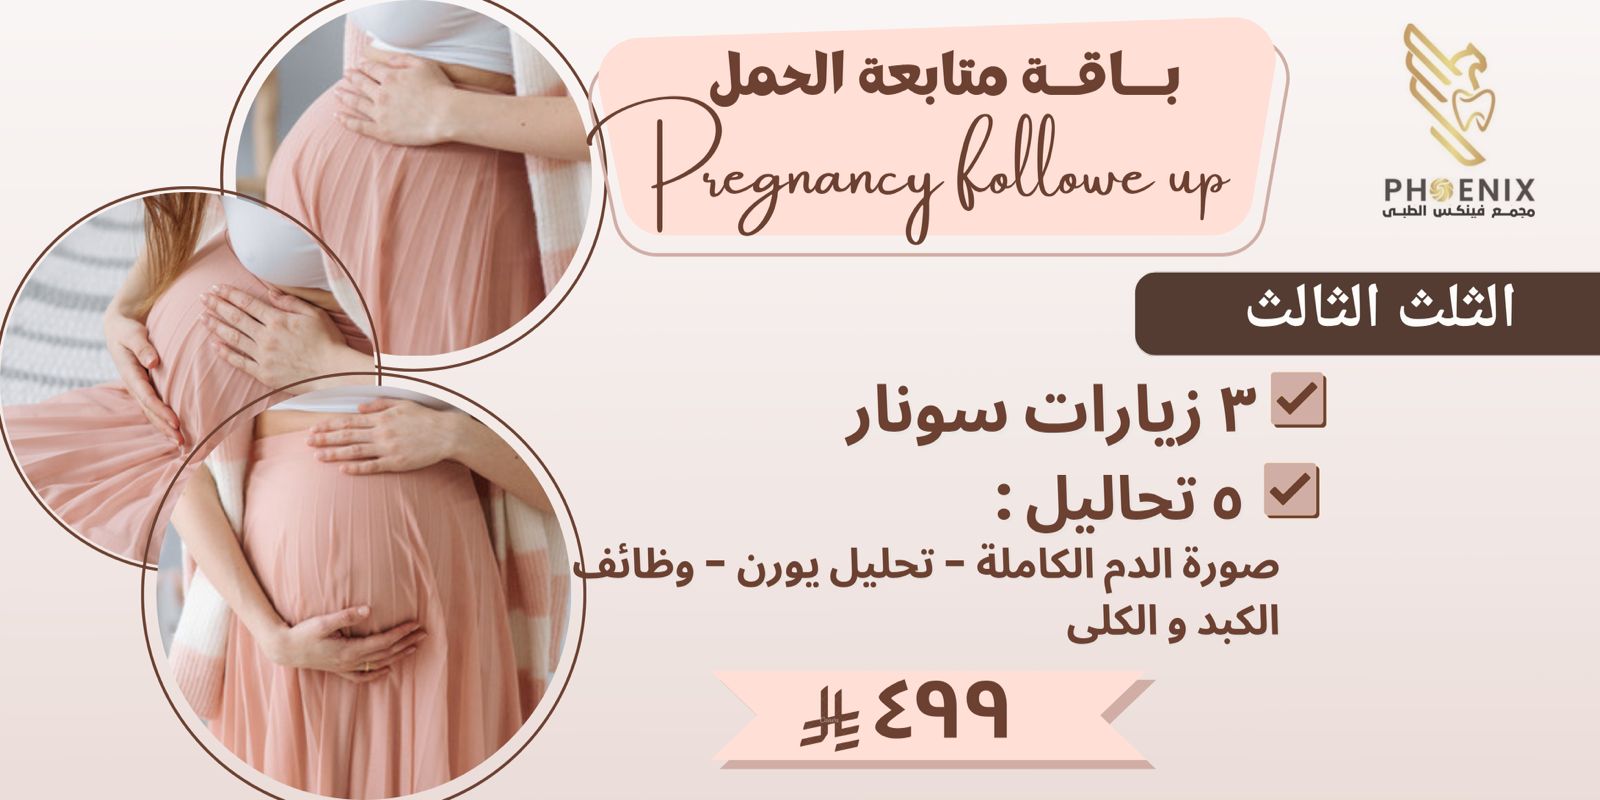 بـــاقــة متابعة الحمل
Pregnancy followe up
PHOENIX
مجمع فينكس الطبى
الثلث الثالث
٣ زيارات سونار
٥ تحاليل :
صورة الدم الكاملة - تحليل يورن - وظائف
الكبد و الكلى
٤٩٩